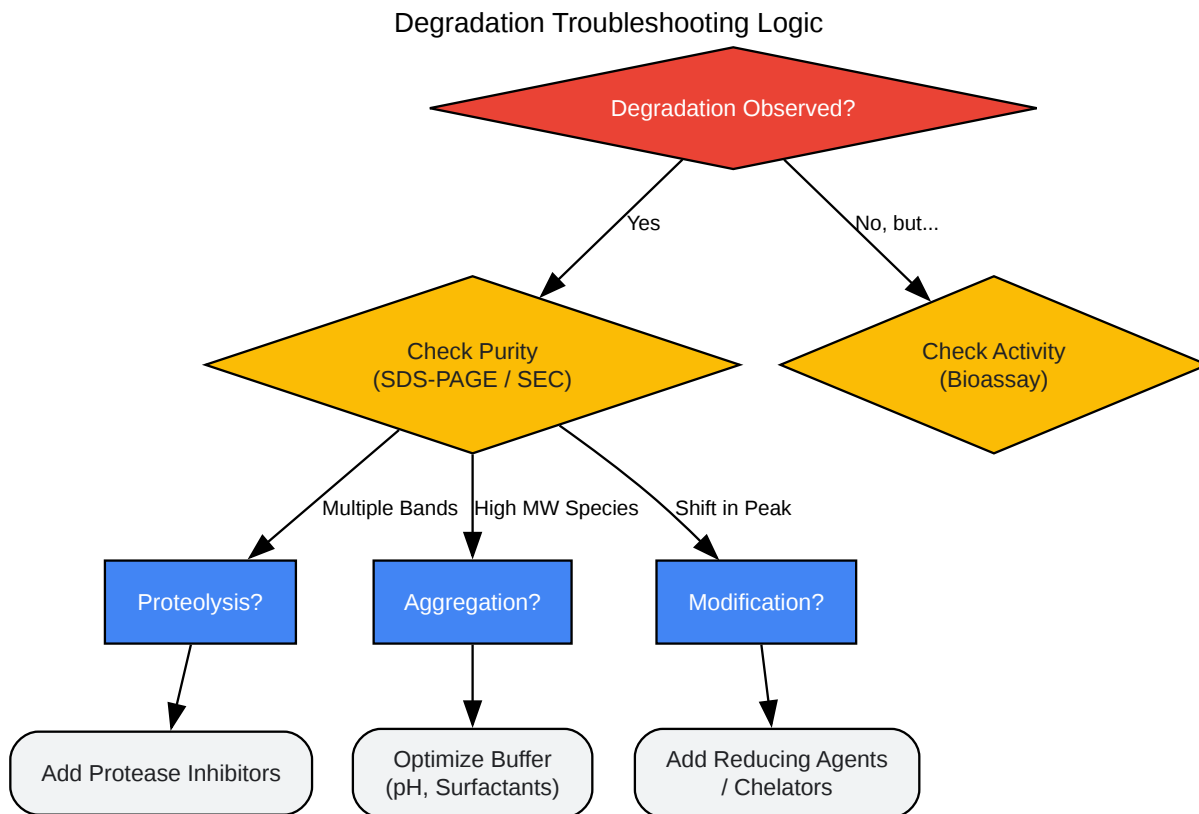 Degradation Troubleshooting Logic
Degradation Observed?
Yes
No, but...
Check Purity
(SDS-PAGE / SEC)
Check Activity
(Bioassay)
Multiple Bands
High MW Species
Shift in Peak
Proteolysis?
Aggregation?
Modification?
Add Protease Inhibitors
Optimize Buffer
(pH, Surfactants)
Add Reducing Agents
/ Chelators